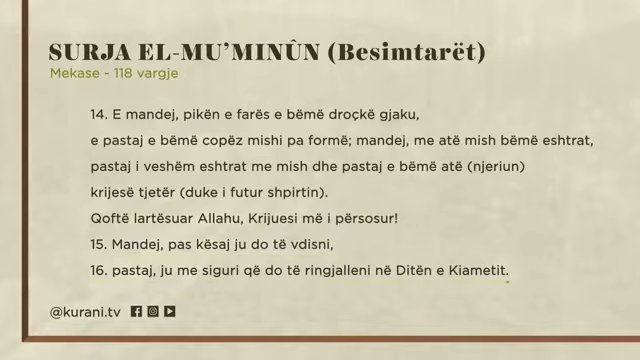 SURJA EL-MU’MINÛN (Besimtarët)
Mekase - 118 vargje
14. E mandej, pikën e farës e bëmë droçkë gjaku,
e pastaj e bëmë copëz mishi pa formë; mandej, me atë mish bëmë eshtrat,
pastaj i veshëm eshtrat me mish dhe pastaj e bëmë atë (njeriun)
krijesë tjetër (duke i futur shpirtin).
Qoftë lartësuar Allahu, Krijuesi më i përsosur!
15. Mandej, pas kësaj ju do të vdisni,
16. pastaj, ju me siguri që do të ringjalleni në Ditën e Kiametit.
@kurani.tv